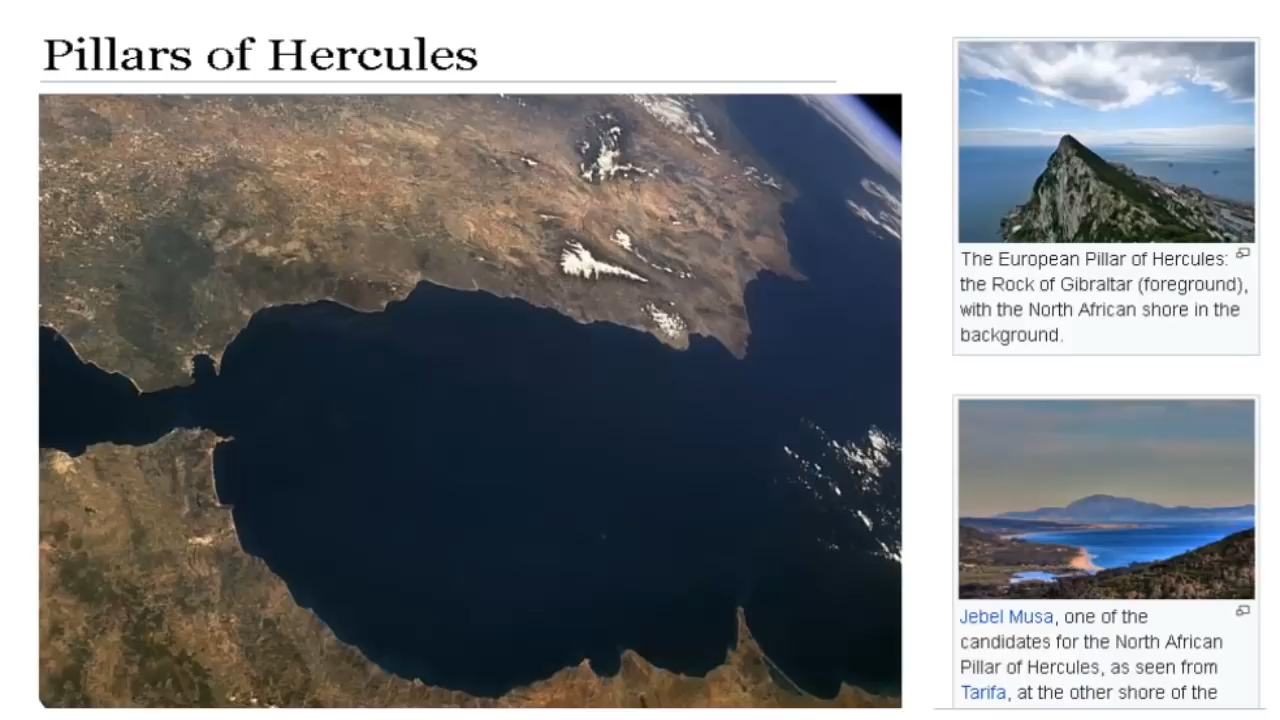 Pillars of Hercules
The European Pillar of Hercules:
the Rock of Gibraltar (foreground),
with the North African shore in the
background.
Jebel Musa, one of the
candidates for the North African
Pillar of Hercules, as seen from
Tarifa, at the other shore of the